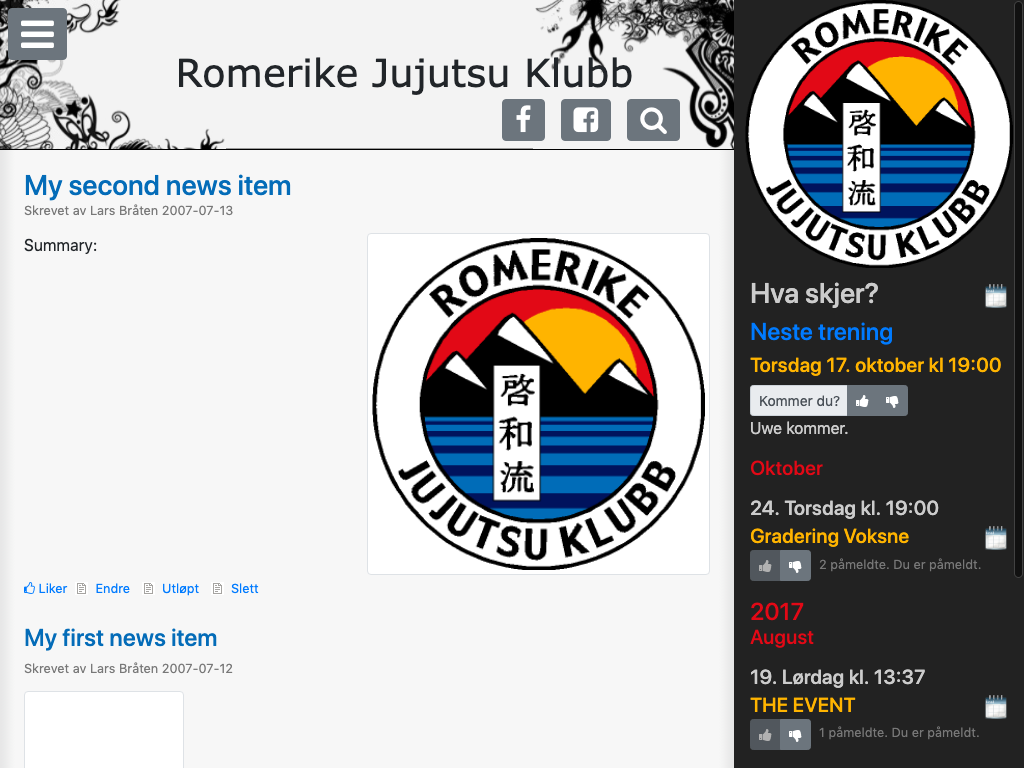 Romerike Jujutsu Klubb
My second news item
Skrevet av Lars Bråten 2007-07-13
Summary:
ROMERIKE
啓和流
JUJUTSU KLUBB
Liker Endre Utløpt Slett
My first news item
Skrevet av Lars Bråten 2007-07-12
ROMERIKE
啓和流
JUJUTSU KLUBB
Hva skjer?
Neste trening
Torsdag 17. oktober kl 19:00
Kommer du?
Uwe kommer.
Oktober
24. Torsdag kl. 19:00
Gradering Voksne
2 påmeldte. Du er påmeldt.
2017
August
19. Lørdag kl. 13:37
THE EVENT
1 påmeldte. Du er påmeldt.